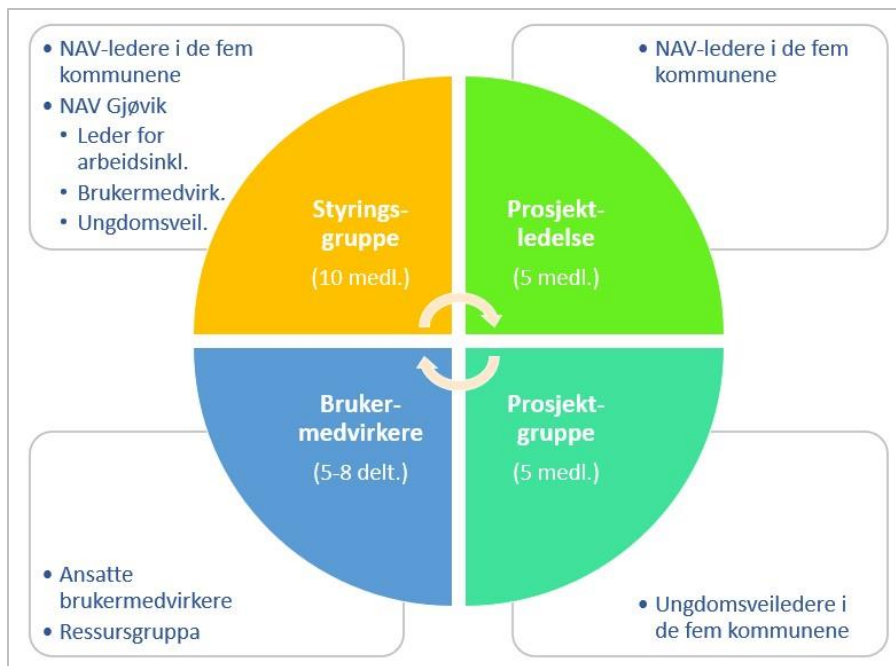 • NAV-ledere i de fem
kommunene
• NAV Gjøvik
• Leder for
arbeidsinkl.
• Brukermedvirk.
• Ungdomsveil.
• NAV-ledere i de fem
kommunene
Styrings-
gruppe
(10 medl.)
Prosjekt-
ledelse
(5 medl.)
Bruker-
medvirkere
(5-8 delt.)
Prosjekt-
gruppe
(5 medl.)
• Ansatte
brukermedvirkere
• Ressursgruppa
• Ungdomsveiledere i
de fem kommunene